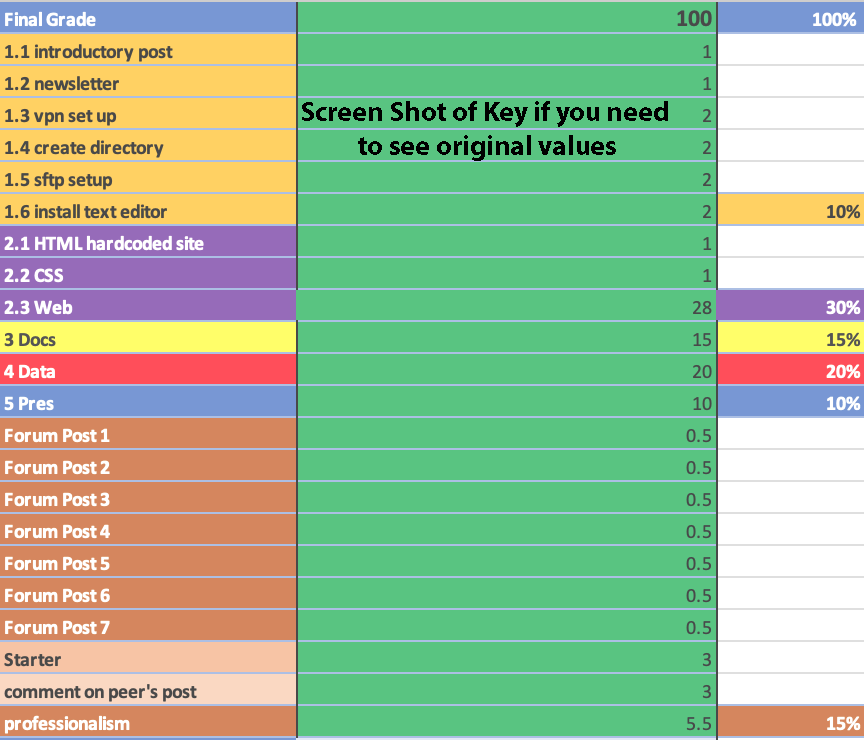 Final Grade 100 100%
1.1 introductory post 1
1.2 newsletter 1
1.3 vpn set up Screen Shot of Key if you need 2
1.4 create directory to see original values 2
1.5 sftp setup 2
1.6 install text editor 2 10%
2.1 HTML hardcoded site 1
2.2 CSS 1
2.3 Web 28 30%
3 Docs 15 15%
4 Data 20 20%
5 Pres 10 10%
Forum Post 1 0.5
Forum Post 2 0.5
Forum Post 3 0.5
Forum Post 4 0.5
Forum Post 5 0.5
Forum Post 6 0.5
Forum Post 7 0.5
Starter 3
comment on peer's post 3
professionalism 5.5 15%